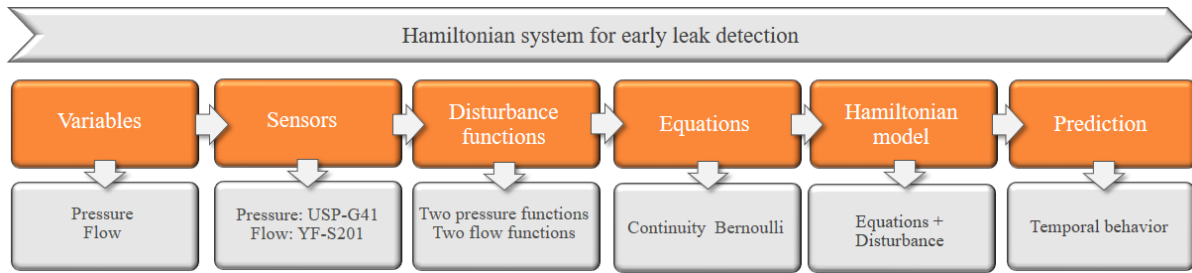 Hamiltonian system for early leak detection
Variables
Sensors
Disturbance
functions
Equations
Hamiltonian
model
Prediction
Pressure
Flow
Pressure: USP-G41
Flow: YF-S201
Two pressure functions
Two flow functions
Continuity Bernoulli
Equations +
Disturbance
Temporal behavior